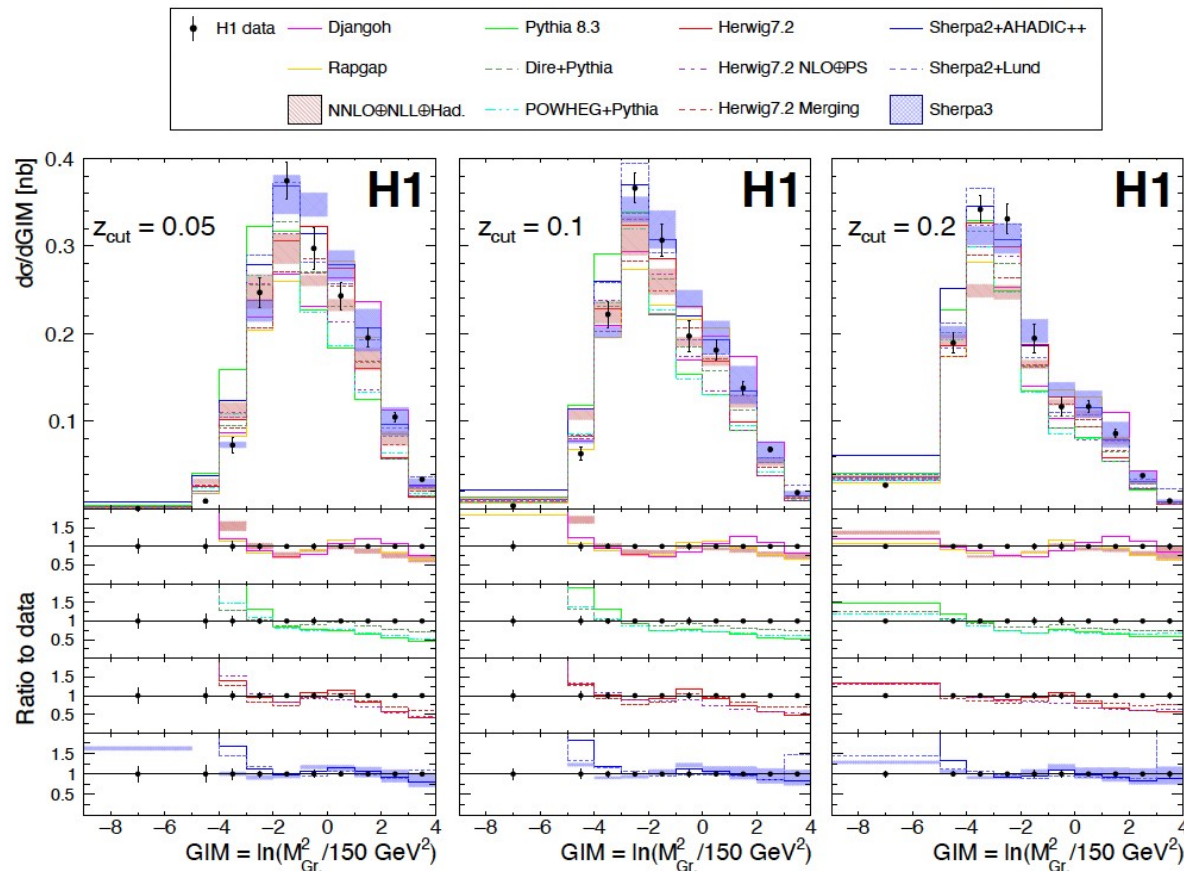 H1 data Djangoh Pythia 8.3 Herwig7.2 Sherpa2+AHADIC++
Rapgap Dire+Pythia Herwig7.2 NLO⊕PS Sherpa2+Lund
NNLO⊕NLL⊕Had. POWHEG+Pythia Herwig7.2 Merging Sherpa3
dσ/dGIM [nb]
0.4
0.3
0.2
0.1
H1
z_cut = 0.05
H1
z_cut = 0.1
H1
z_cut = 0.2
Ratio to data
1.5
1
0.5
1.5
1
0.5
1.5
1
0.5
1.5
1
0.5
−8 −6 −4 −2 0 2 4 −8 −6 −4 −2 0 2 4 −8 −6 −4 −2 0 2 4
GIM = ln(M²_Gr./150 GeV²) GIM = ln(M²_Gr./150 GeV²) GIM = ln(M²_Gr./150 GeV²)